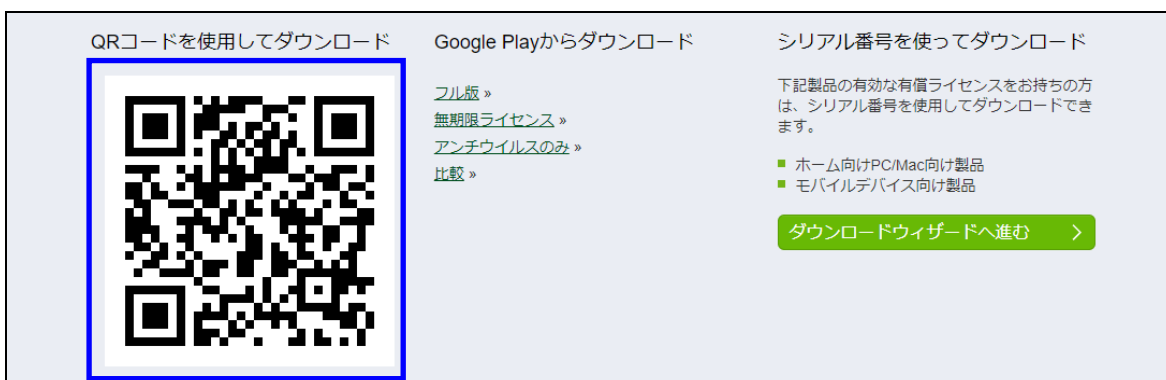 QRコードを使用してダウンロード
Google Playからダウンロード
フル版 »
無期限ライセンス »
アンチウイルスのみ »
比較 »
シリアル番号を使ってダウンロード
下記製品の有効な有償ライセンスをお持ちの方
は、シリアル番号を使用してダウンロードでき
ます。
ホーム向けPC/Mac向け製品
モバイルデバイス向け製品
ダウンロードウィザードへ進む